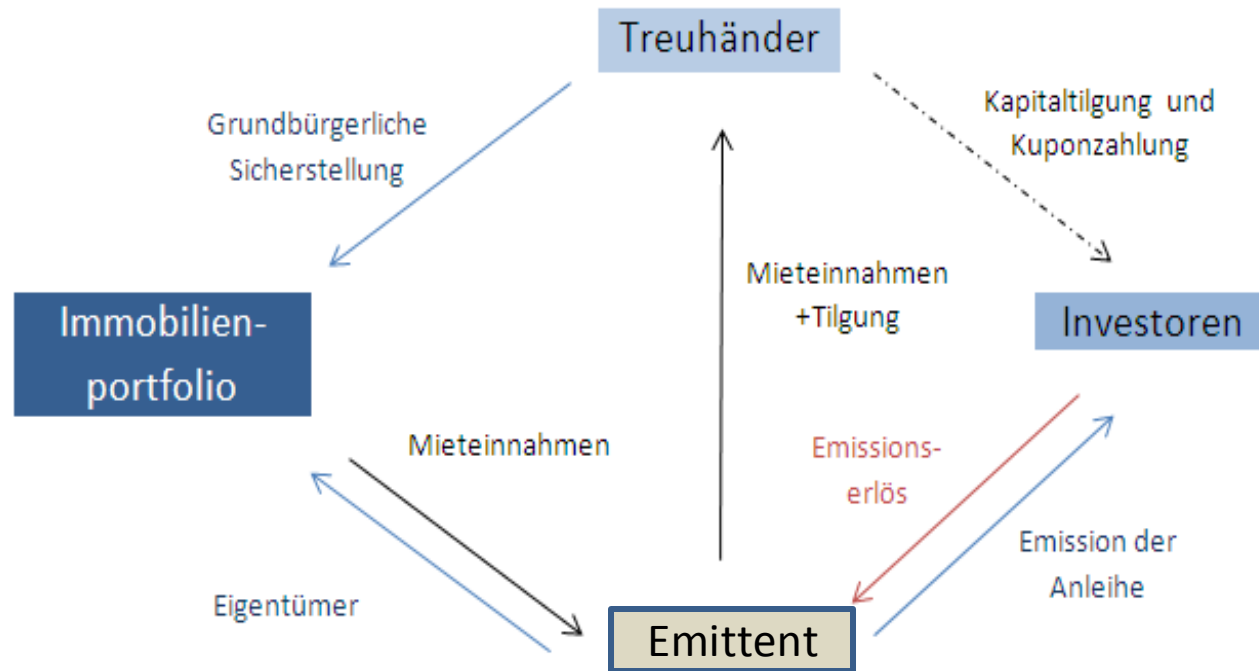 Treuhänder
Grundbürgerliche
Sicherstellung
Kapitaltilgung und
Kuponzahlung
Mieteinnahmen
+Tilgung
Immobilien-
portfolio
Investoren
Mieteinnahmen
Emissions-
erlös
Eigentümer
Emission der
Anleihe
Emittent